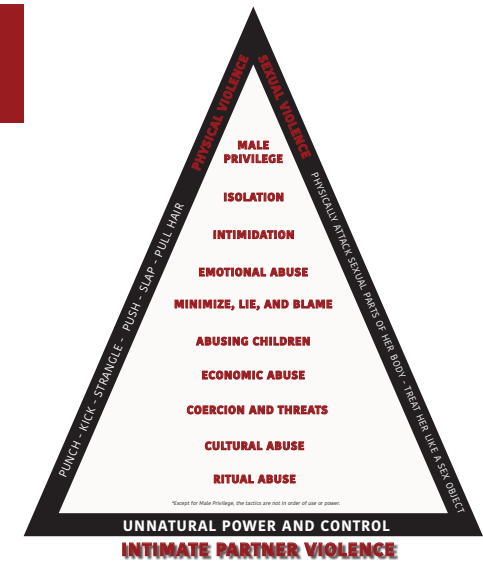 PHYSICAL VIOLENCE
SEXUAL VIOLENCE
MALE
PRIVILEGE
ISOLATION
INTIMIDATION
EMOTIONAL ABUSE
MINIMIZE, LIE, AND BLAME
ABUSING CHILDREN
ECONOMIC ABUSE
COERCION AND THREATS
CULTURAL ABUSE
RITUAL ABUSE
*Except for Male Privilege, the tactics are not in order of use or power.
PUNCH - KICK - STRANGLE - PUSH - SLAP - PULL HAIR
PHYSICALLY ATTACK SEXUAL PARTS OF HER BODY - TREAT HER LIKE A SEX OBJECT
UNNATURAL POWER AND CONTROL
INTIMATE PARTNER VIOLENCE